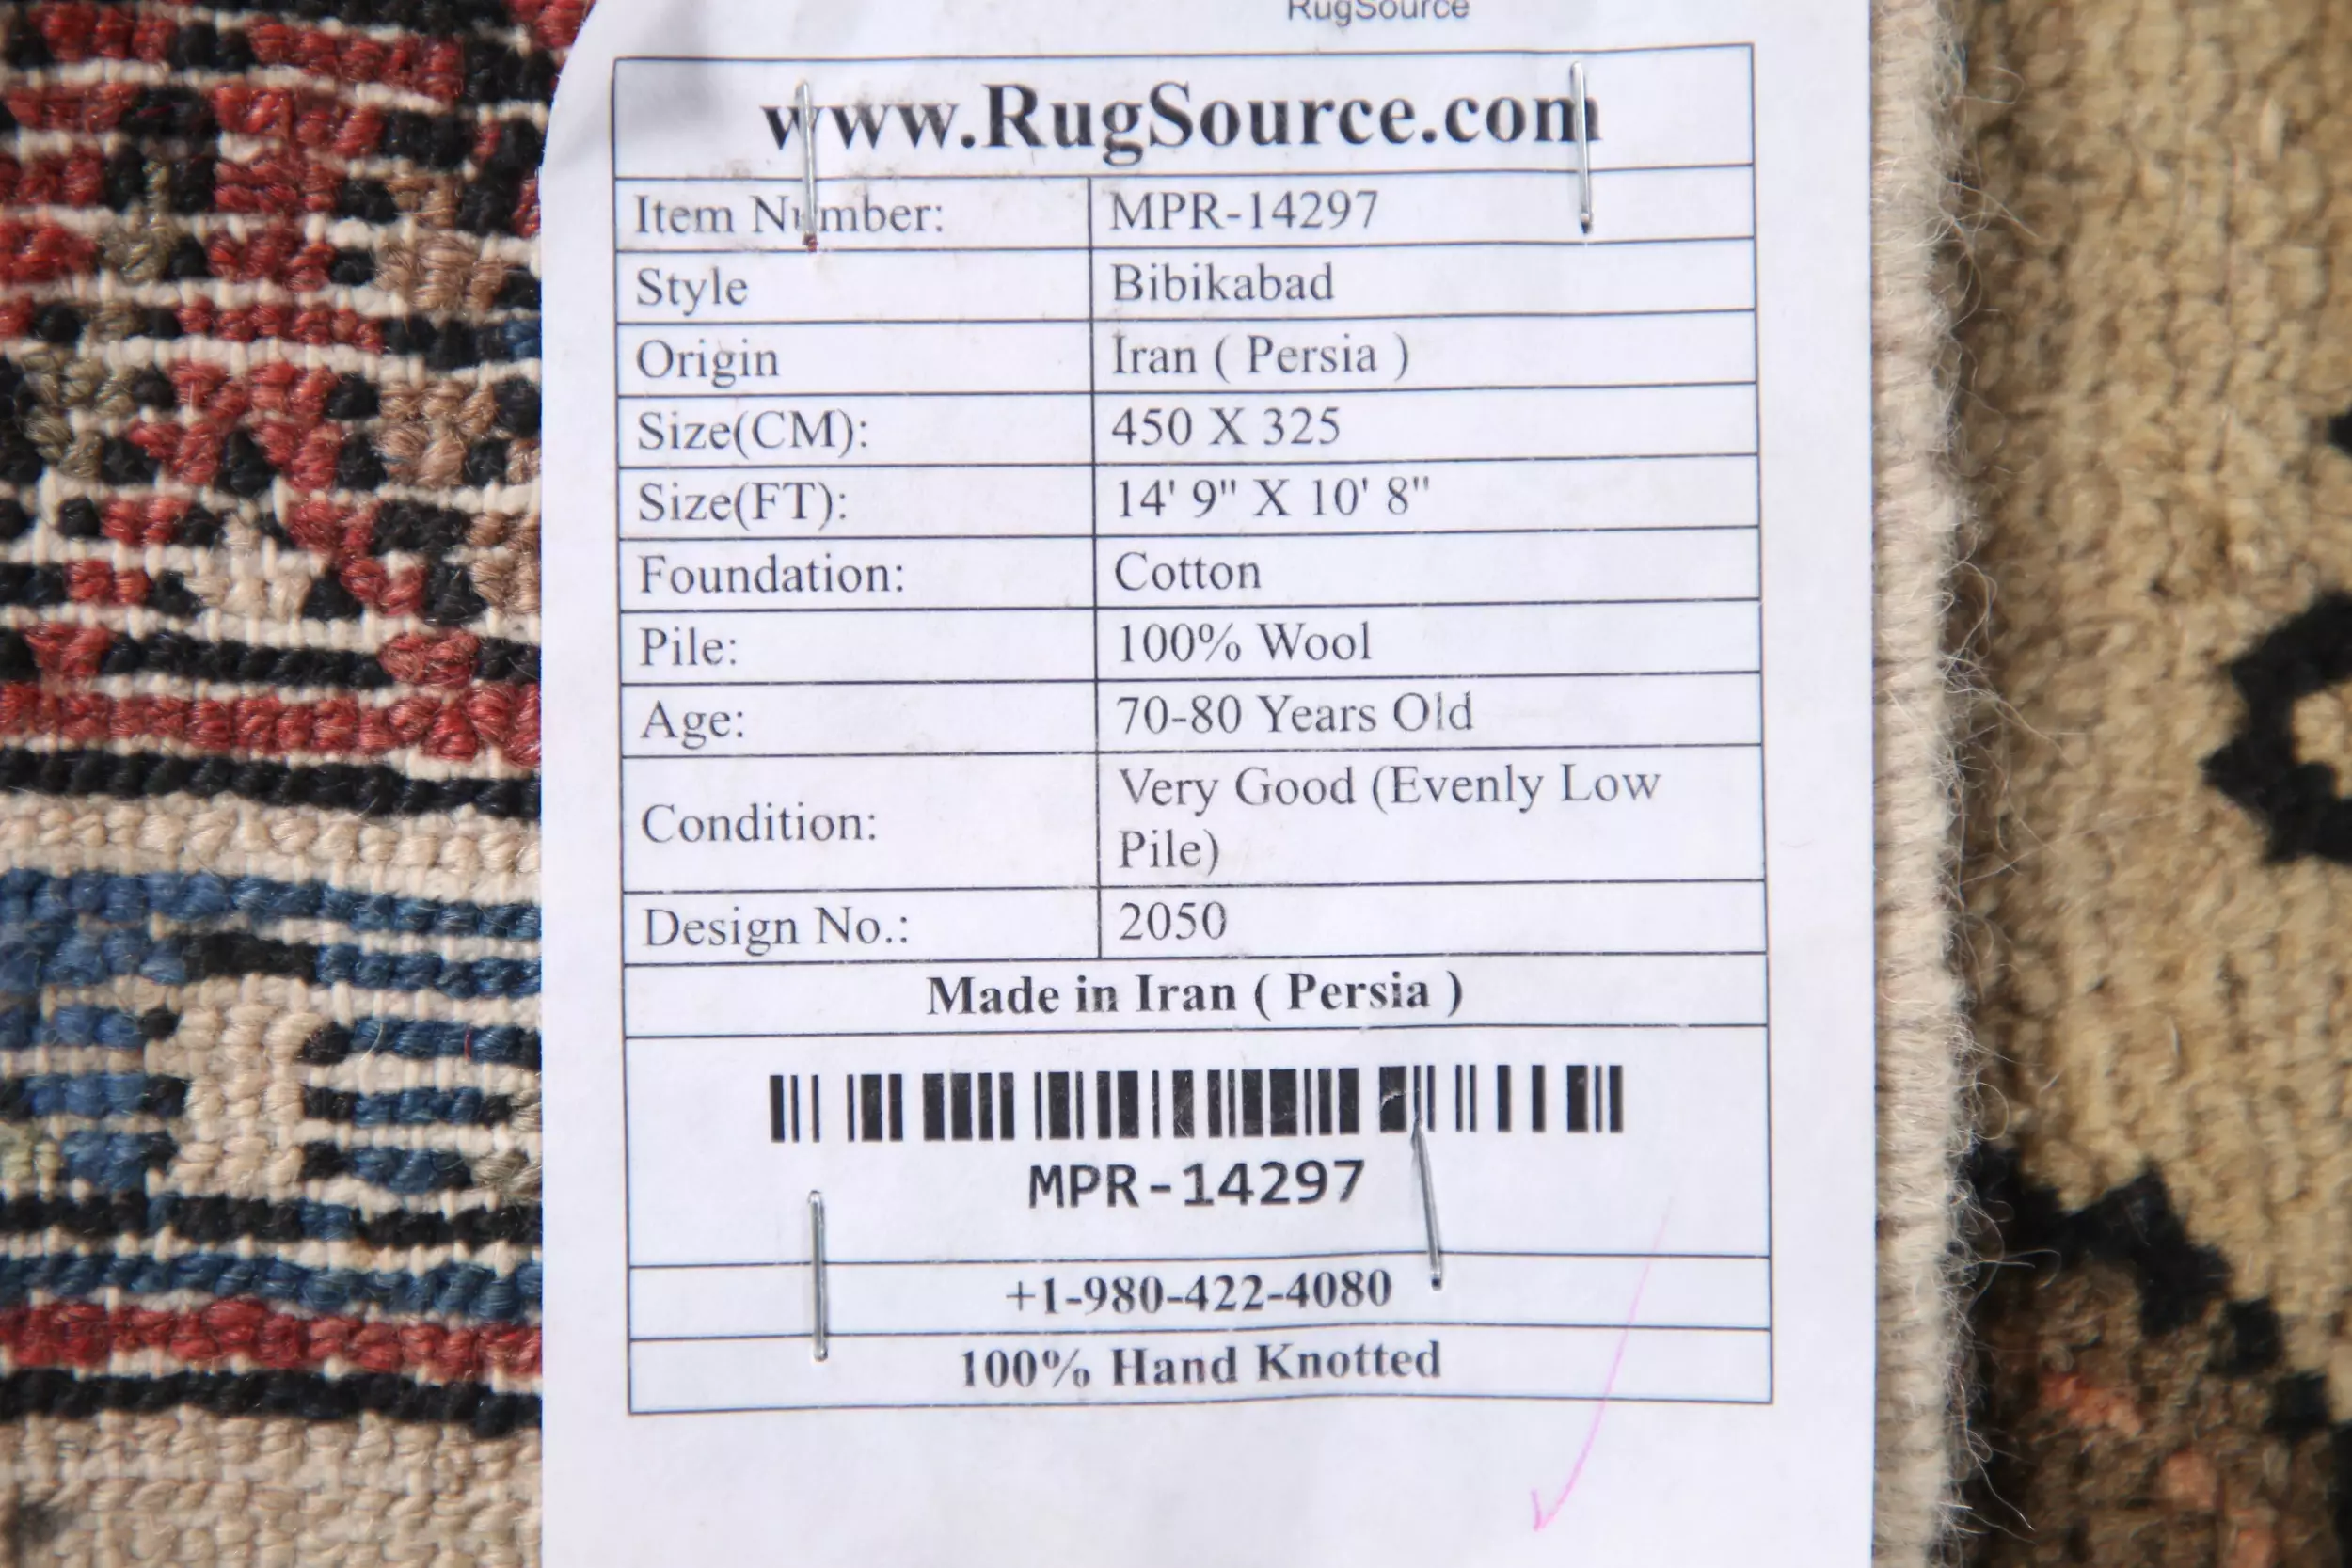 RugSource
www.RugSource.com
Item Number: MPR-14297
Style Bibikabad
Origin Iran ( Persia )
Size(CM): 450 X 325
Size(FT): 14' 9" X 10' 8"
Foundation: Cotton
Pile: 100% Wool
Age: 70-80 Years Old
Condition: Very Good (Evenly Low
Pile)
Design No.: 2050
Made in Iran ( Persia )
MPR-14297
+1-980-422-4080
100% Hand Knotted